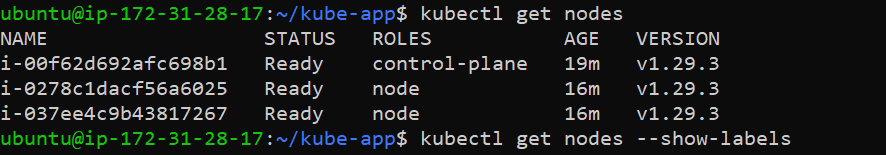 ubuntu@ip-172-31-28-17:~/kube-app$ kubectl get nodes
NAME STATUS ROLES AGE VERSION
i-00f62d692afc698b1 Ready control-plane 19m v1.29.3
i-0278c1dacf56a6025 Ready node 16m v1.29.3
i-037ee4c9b43817267 Ready node 16m v1.29.3
ubuntu@ip-172-31-28-17:~/kube-app$ kubectl get nodes --show-labels